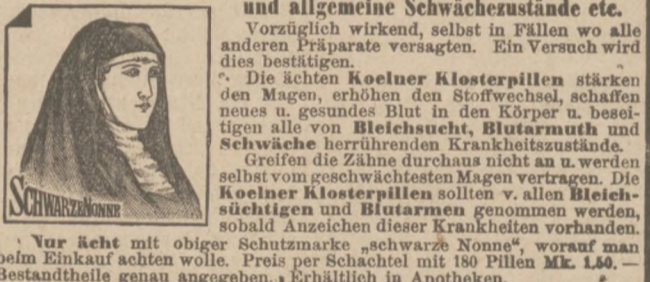 und allgemeine Schwächezustände etc.
Vorzüglich wirkend, selbst in Fällen wo alle
anderen Präparate versagten. Ein Versuch wird
dies bestätigen.
Die ächten Koelner Klosterpillen stärken
den Magen, erhöhen den Stoffwechsel, schaffen
neues u. gesundes Blut in den Körper u. besei-
tigen alle von Bleichsucht, Blutarmuth und
Schwäche herrührenden Krankheitszustände.
Greifen die Zähne durchaus nicht an u. werden
selbst vom geschwächtesten Magen vertragen. Die
Koelner Klosterpillen sollten v. allen Bleich-
süchtigen und Blutarmen genommen werden,
sobald Anzeichen dieser Krankheiten vorhanden.
SCHWARZE NONNE
Nur ächt mit obiger Schutzmarke „schwarze Nonne“, worauf man
beim Einkauf achten wolle. Preis per Schachtel mit 180 Pillen Mk. 1,50. —
Bestandtheile genau angegeben. Erhältlich in Apotheken.